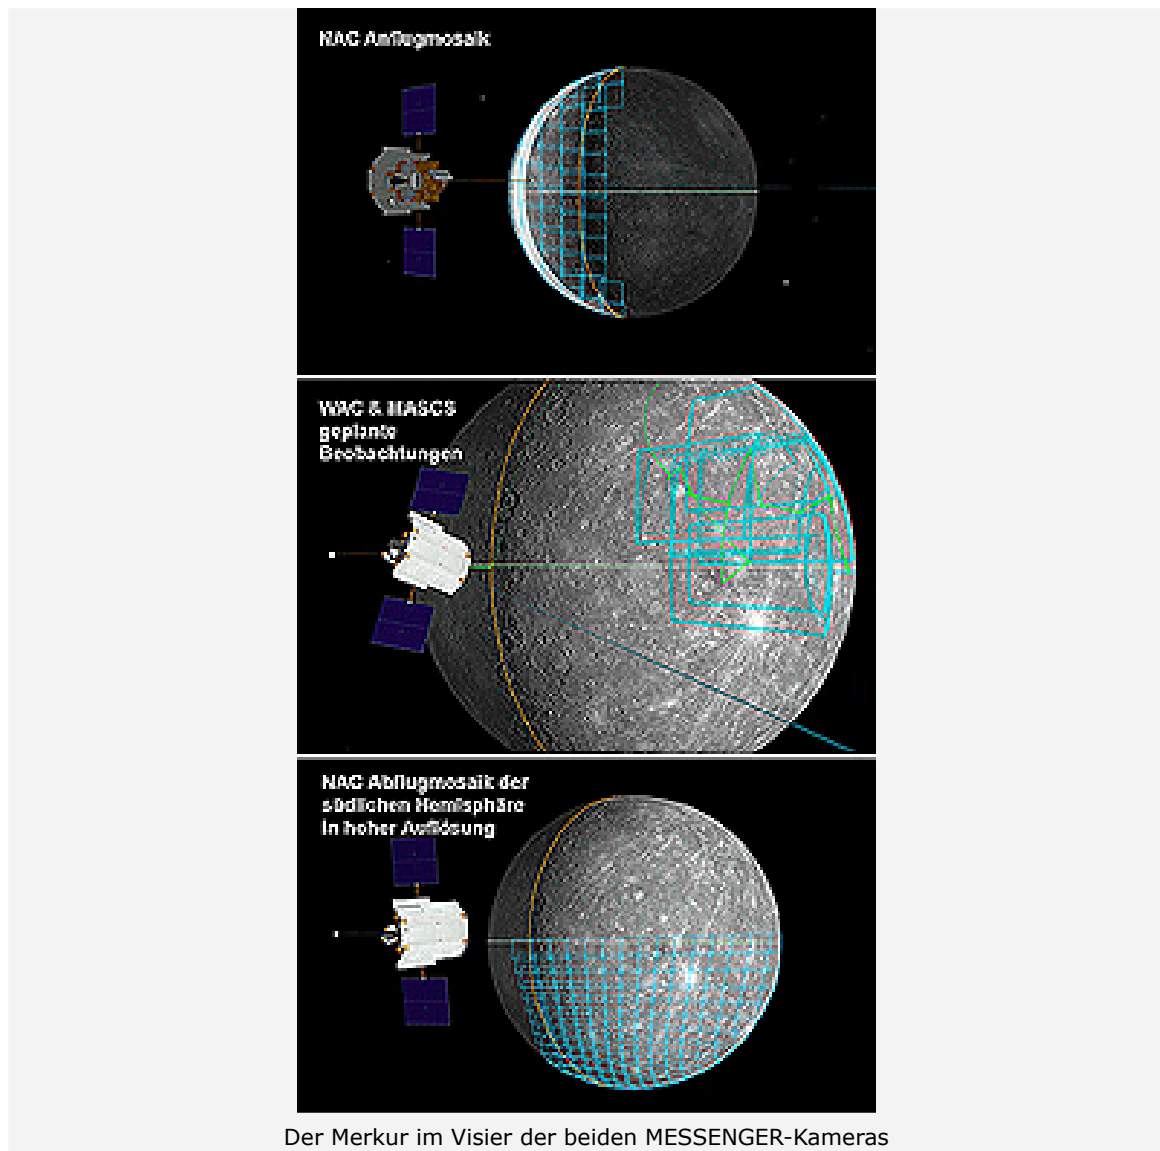 NAC Anflugmosaik
WAC & MASCS
geplante
Beobachtungen
NAC Abflugmosaik der
südlichen Hemisphäre
in hoher Auflösung
Der Merkur im Visier der beiden MESSENGER-Kameras